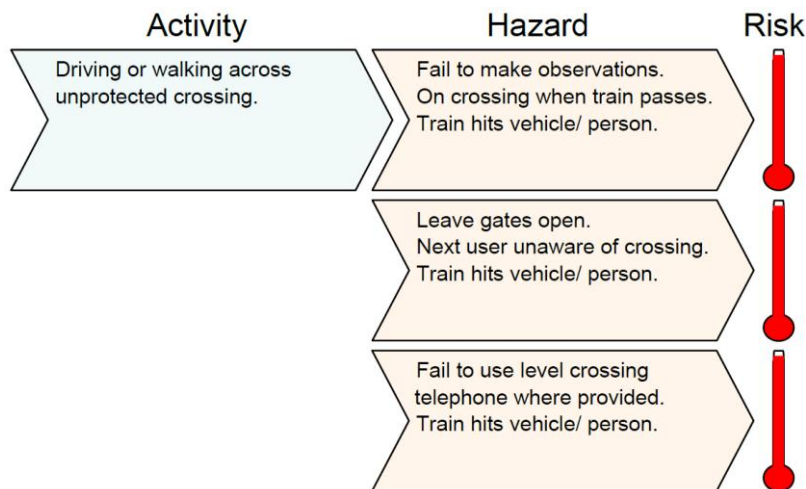 Activity
Hazard
Risk
Driving or walking across
unprotected crossing.
Fail to make observations.
On crossing when train passes.
Train hits vehicle/ person.
Leave gates open.
Next user unaware of crossing.
Train hits vehicle/ person.
Fail to use level crossing
telephone where provided.
Train hits vehicle/ person.